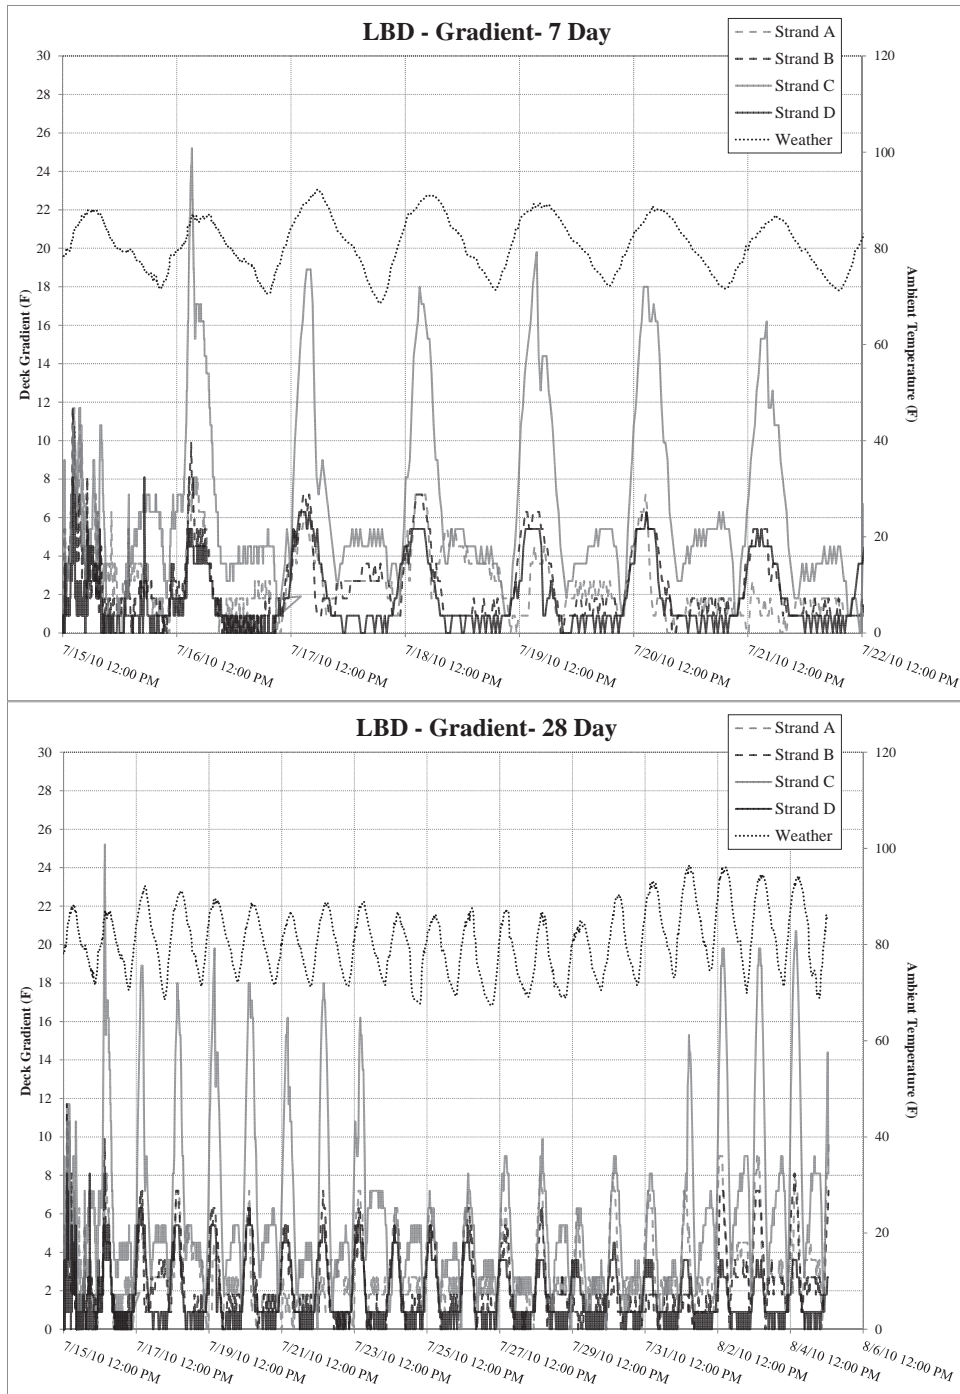 LBD - Gradient- 7 Day
Strand A
Strand B
Strand C
Strand D
Weather
30
28
26
24
22
20
18
16
14
12
10
8
6
4
2
0
120
100
80
60
40
20
0
Deck Gradient (F)
Ambient Temperature (F)
7/15/10 12:00 PM
7/16/10 12:00 PM
7/17/10 12:00 PM
7/18/10 12:00 PM
7/19/10 12:00 PM
7/20/10 12:00 PM
7/21/10 12:00 PM
7/22/10 12:00 PM
LBD - Gradient- 28 Day
Strand A
Strand B
Strand C
Strand D
Weather
30
28
26
24
22
20
18
16
14
12
10
8
6
4
2
0
120
100
80
60
40
20
0
Deck Gradient (F)
Ambient Temperature (F)
7/15/10 12:00 PM
7/17/10 12:00 PM
7/19/10 12:00 PM
7/21/10 12:00 PM
7/23/10 12:00 PM
7/25/10 12:00 PM
7/27/10 12:00 PM
7/29/10 12:00 PM
7/31/10 12:00 PM
8/2/10 12:00 PM
8/4/10 12:00 PM
8/6/10 12:00 PM